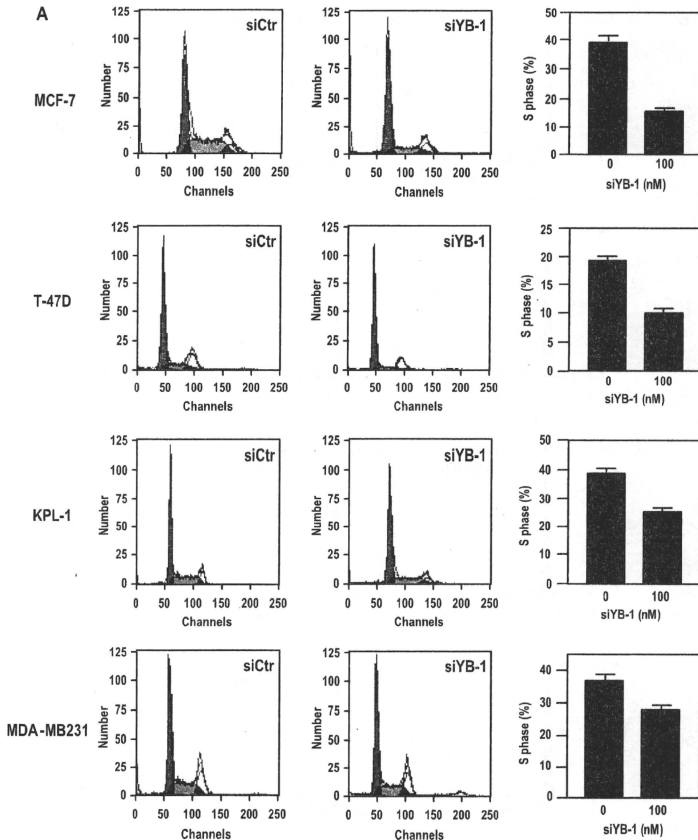 A
MCF-7
siCtr
125
100
75
50
25
0
Number
0 50 100 150 200 250
Channels
siYB-1
125
100
75
50
25
0
Number
0 50 100 150 200 250
Channels
50
40
30
20
10
0
S phase (%)
0 100
siYB-1 (nM)
T-47D
siCtr
125
100
75
50
25
0
Number
0 50 100 150 200 250
Channels
siYB-1
125
100
75
50
25
0
Number
0 50 100 150 200 250
Channels
25
20
15
10
5
0
S phase (%)
0 100
siYB-1 (nM)
KPL-1
siCtr
125
100
75
50
25
0
Number
0 50 100 150 200 250
Channels
siYB-1
125
100
75
50
25
0
Number
0 50 100 150 200 250
Channels
50
40
30
20
10
0
S phase (%)
0 100
siYB-1 (nM)
MDA-MB231
siCtr
125
100
75
50
25
0
Number
0 50 100 150 200 250
Channels
siYB-1
125
100
75
50
25
0
Number
0 50 100 150 200 250
Channels
40
30
20
10
0
S phase (%)
0 100
siYB-1 (nM)